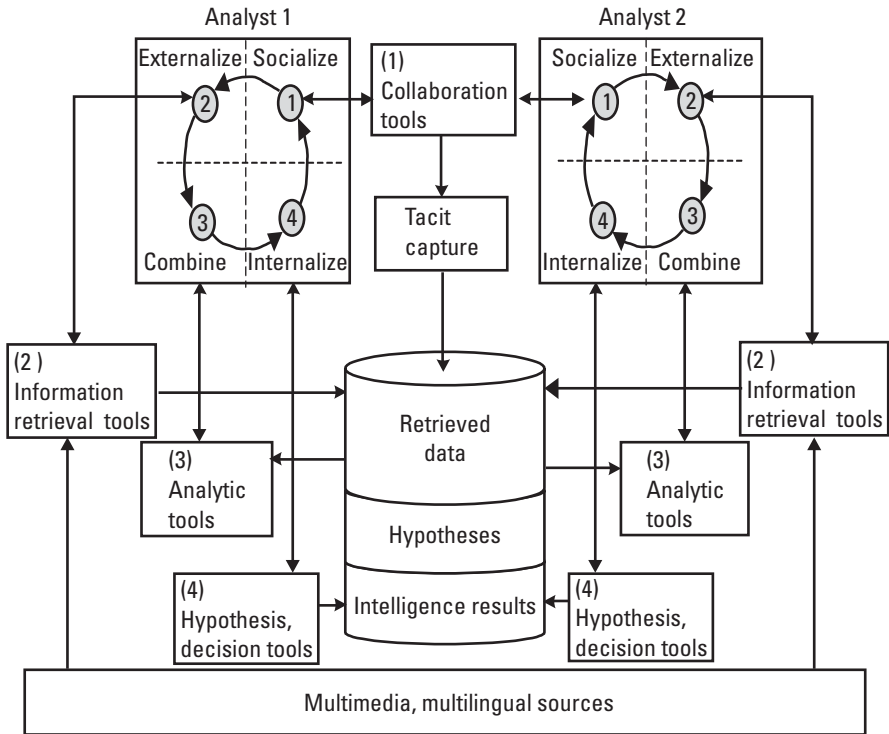 Analyst 1
Analyst 2
Externalize
Socialize
2
1
3
4
Combine
Internalize
(1)
Collaboration
tools
Tacit
capture
Socialize
Externalize
1
2
4
3
Internalize
Combine
(2 )
Information
retrieval tools
(3)
Analytic
tools
(4)
Hypothesis,
decision tools
Retrieved
data
Hypotheses
Intelligence results
(2 )
Information
retrieval tools
(3)
Analytic
tools
(4)
Hypothesis,
decision tools
Multimedia, multilingual sources